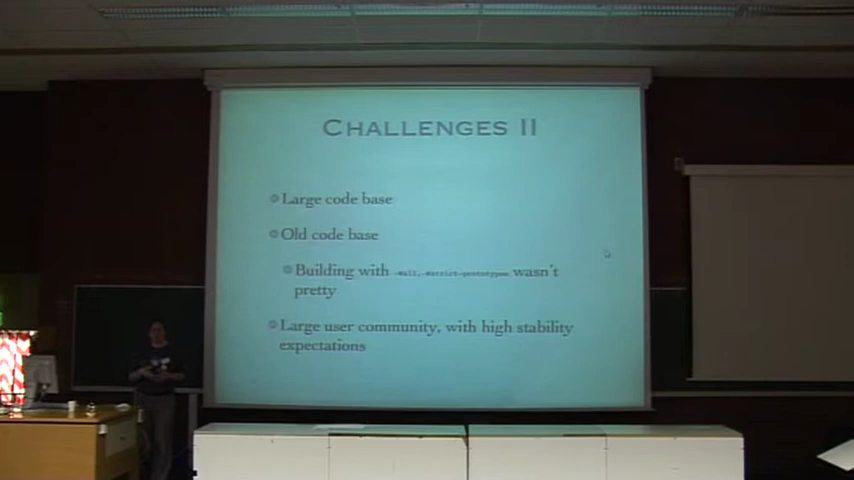 CHALLENGES II
Large code base
Old code base
Building with -Wall,-Wstrict-prototypes wasn't
pretty
Large user community, with high stability
expectations